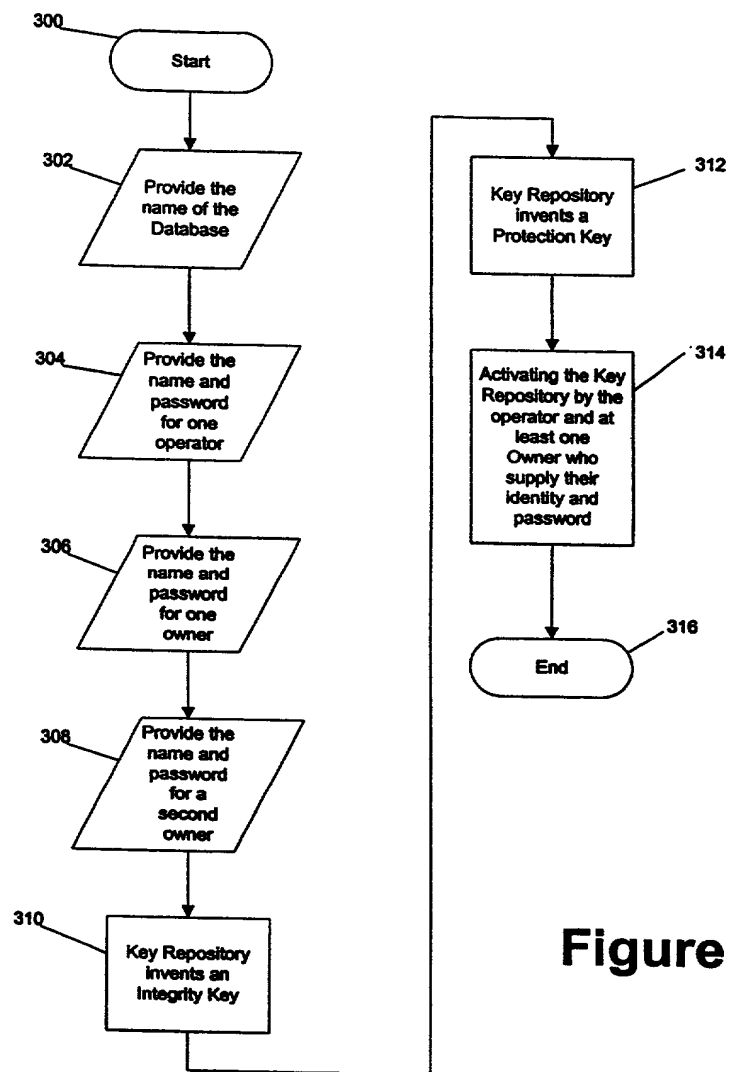 300
Start
302
Provide the
name of the
Database
304
Provide the
name and
password
for one
operator
306
Provide the
name and
password
for one
owner
308
Provide the
name and
password
for a
second
owner
310
Key Repository
invents an
Integrity Key
312
Key Repository
invents a
Protection Key
314
Activating the Key
Repository by the
operator and at
least one
Owner who
supply their
identity and
password
316
End
Figure